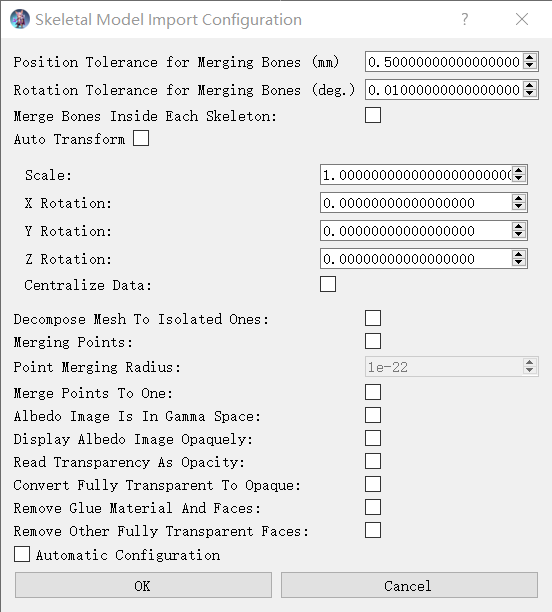 Skeletal Model Import Configuration ? ×
Position Tolerance for Merging Bones (mm) 0.50000000000000000
Rotation Tolerance for Merging Bones (deg.) 0.01000000000000000
Merge Bones Inside Each Skeleton:
Auto Transform
Scale: 1.00000000000000000000
X Rotation: 0.00000000000000000
Y Rotation: 0.00000000000000000
Z Rotation: 0.00000000000000000
Centralize Data:
Decompose Mesh To Isolated Ones:
Merging Points:
Point Merging Radius: 1e-22
Merge Points To One:
Albedo Image Is In Gamma Space:
Display Albedo Image Opaquely:
Read Transparency As Opacity:
Convert Fully Transparent To Opaque:
Remove Glue Material And Faces:
Remove Other Fully Transparent Faces:
Automatic Configuration
OK Cancel